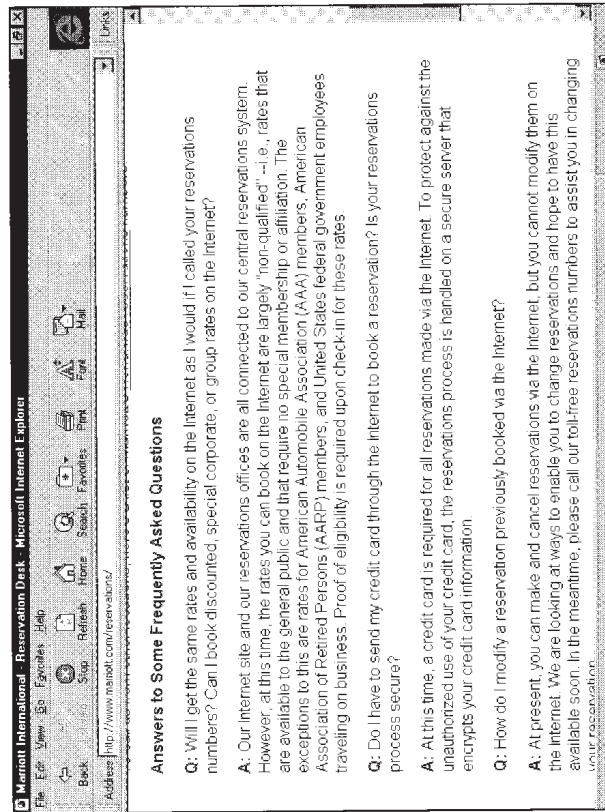 Marriott International - Reservation Desk - Microsoft Internet Explorer
File Edit View Go Favorites Help
Back Stop Refresh Home Search Favorites Print Font Mail
Address http://www.marriott.com/reservations/ Links
Answers to Some Frequently Asked Questions
Q: Will I get the same rates and availability on the Internet as I would if I called your reservations
numbers? Can I book discounted, special corporate, or group rates on the Internet?
A: Our Internet site and our reservations offices are all connected to our central reservations system.
However, at this time, the rates you can book on the Internet are largely "non-qualified" --i.e., rates that
are available to the general public and that require no special membership or affiliation. The
exceptions to this are rates for American Automobile Association (AAA) members, American
Association of Retired Persons (AARP) members, and United States federal government employees
traveling on business. Proof of eligibility is required upon check-in for these rates.
Q: Do I have to send my credit card through the Internet to book a reservation? Is your reservations
process secure?
A: At this time, a credit card is required for all reservations made via the Internet. To protect against the
unauthorized use of your credit card, the reservations process is handled on a secure server that
encrypts your credit card information.
Q: How do I modify a reservation previously booked via the Internet?
A: At present, you can make and cancel reservations via the Internet, but you cannot modify them on
the Internet. We are looking at ways to enable you to change reservations and hope to have this
available soon. In the meantime, please call our toll-free reservations numbers to assist you in changing
your reservation